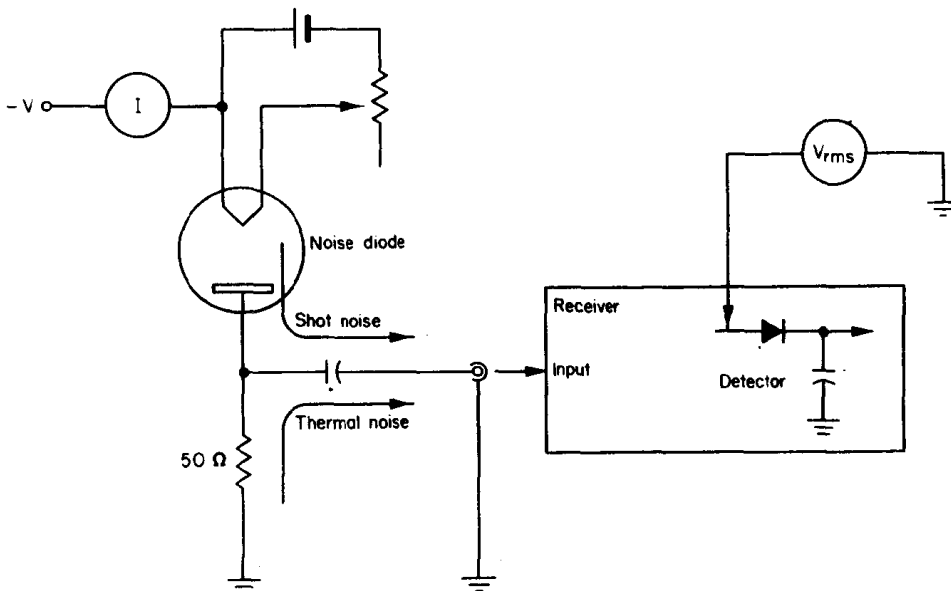 -V
I
Noise diode
Shot noise
Thermal noise
50 Ω
Vrms
Receiver
Input
Detector